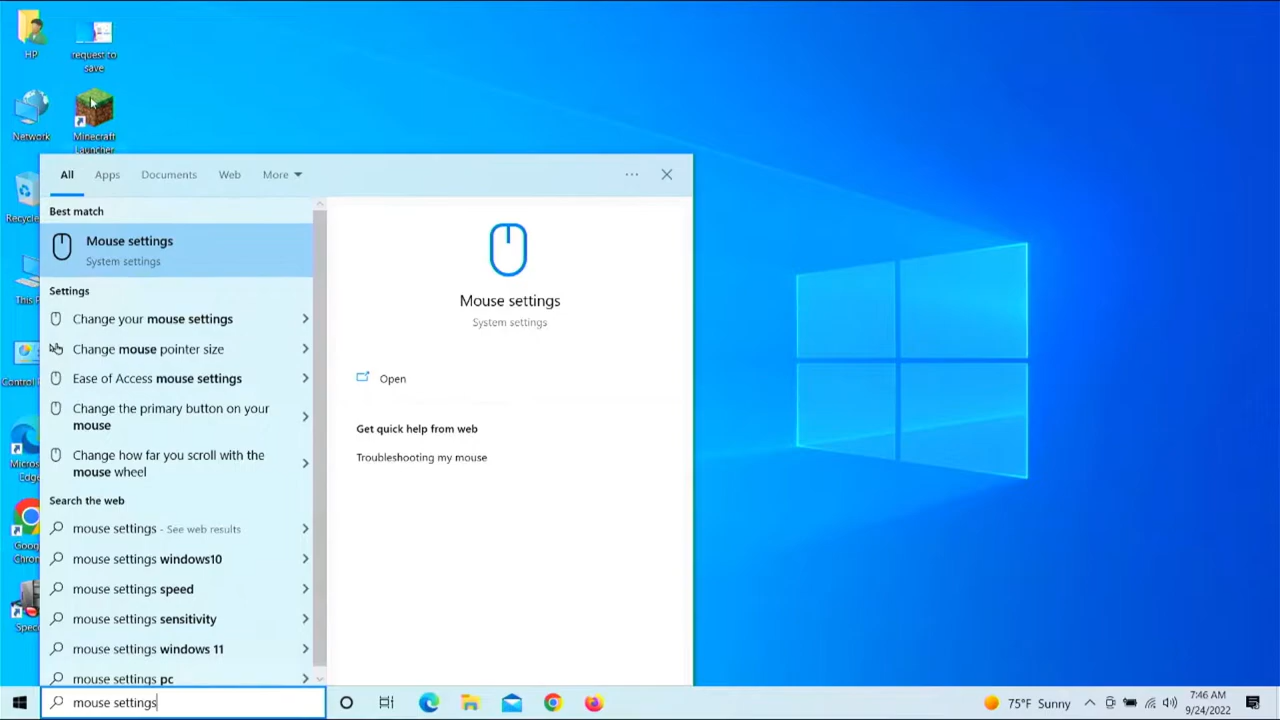 HP
request to
save
Network
Minecraft
Launcher
All
Apps
Documents
Web
More
Best match
Mouse settings
System settings
Settings
Change your mouse settings
Change mouse pointer size
Ease of Access mouse settings
Change the primary button on your
mouse
Change how far you scroll with the
mouse wheel
Search the web
mouse settings - See web results
mouse settings windows10
mouse settings speed
mouse settings sensitivity
mouse settings windows 11
mouse settings pc
Mouse settings
System settings
Open
Get quick help from web
Troubleshooting my mouse
Recycle
This P
Control P
Micros
Edge
Goog
Chrom
Spec
mouse settings
75°F Sunny
7:46 AM
9/24/2022